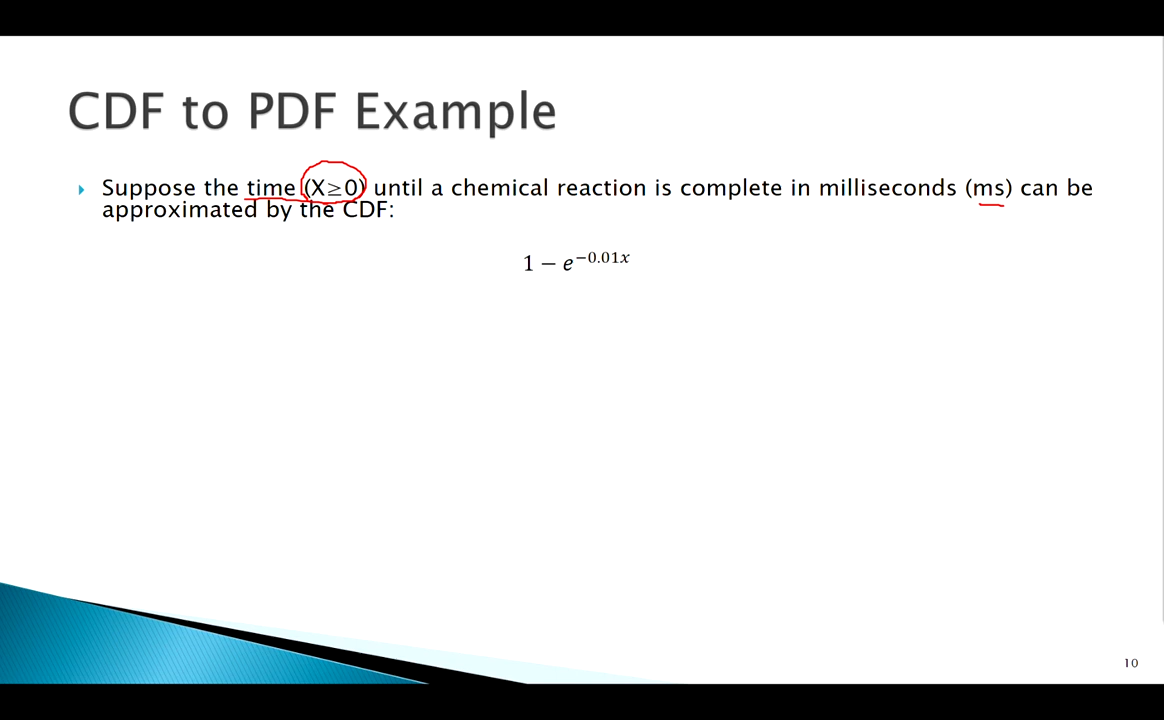 CDF to PDF Example
Suppose the time (X≥0) until a chemical reaction is complete in milliseconds (ms) can be
approximated by the CDF:
1 − e^{−0.01x}
10